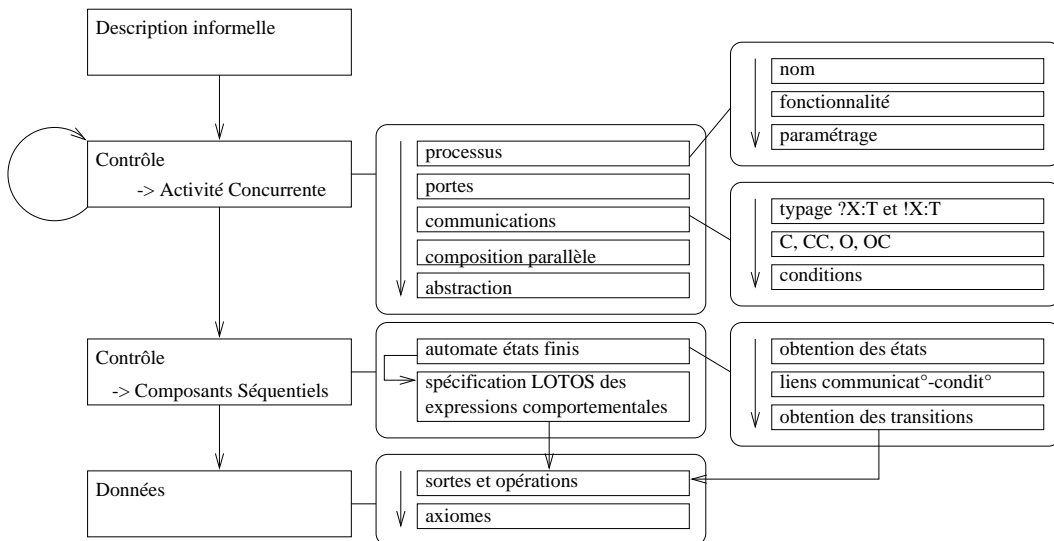 Description informelle
Contrôle
-> Activité Concurrente
processus
portes
communications
composition parallèle
abstraction
nom
fonctionnalité
paramétrage
typage ?X:T et !X:T
C, CC, O, OC
conditions
Contrôle
-> Composants Séquentiels
automate états finis
spécification LOTOS des
expressions comportementales
obtention des états
liens communicat°-condit°
obtention des transitions
Données
sortes et opérations
axiomes